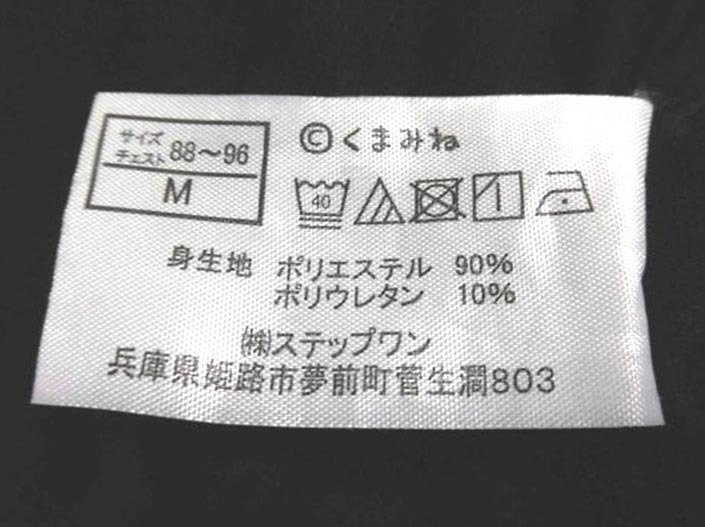 サイズ
チェスト 88～96
M
©くまみね
40
身生地 ポリエステル 90%
ポリウレタン 10%
㈱ステップワン
兵庫県姫路市夢前町菅生澗803